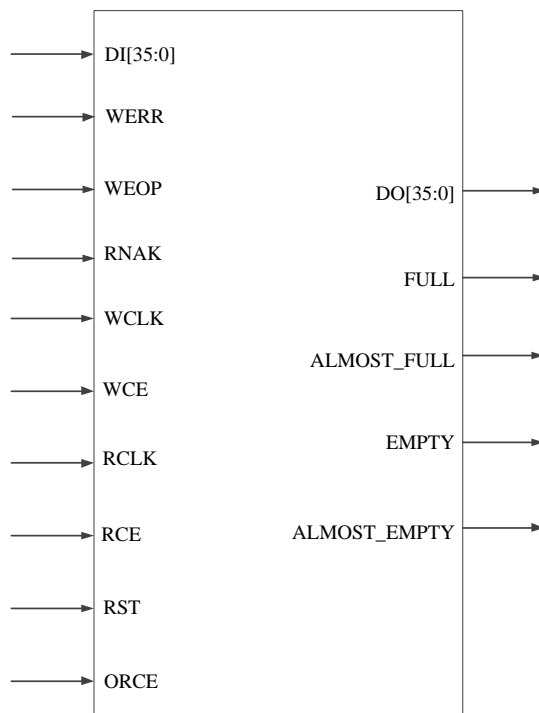 DI[35:0]
WERR
WEOP
RNAK
WCLK
WCE
RCLK
RCE
RST
ORCE
DO[35:0]
FULL
ALMOST_FULL
EMPTY
ALMOST_EMPTY